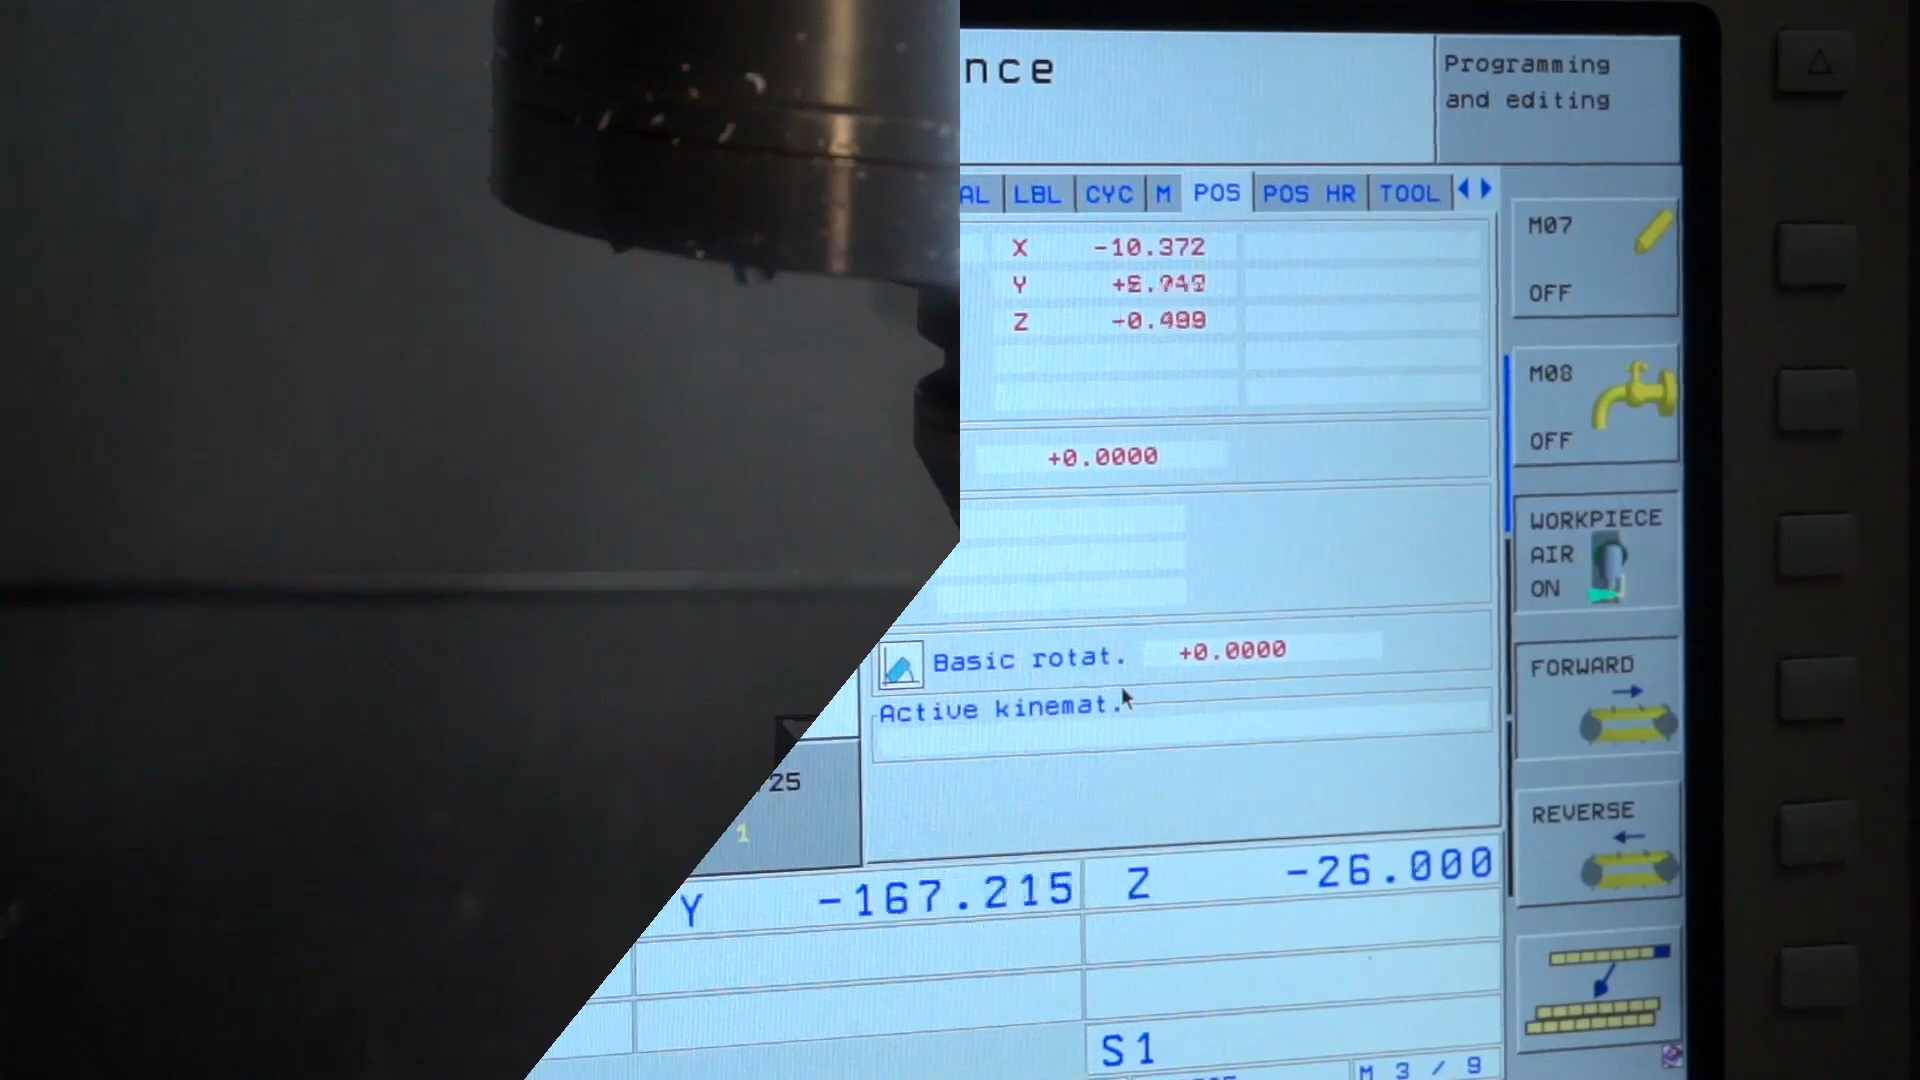 nce
Programming
and editing
LBL CYC M POS POS HR TOOL
X -10.372
Y
Z -0.499
+0.0000
Basic rotat. +0.0000
Active kinemat.
25
1
Y -167.215 Z -26.000
S1
M 3 / 9
M07
OFF
M08
OFF
WORKPIECE
AIR
ON
FORWARD
REVERSE